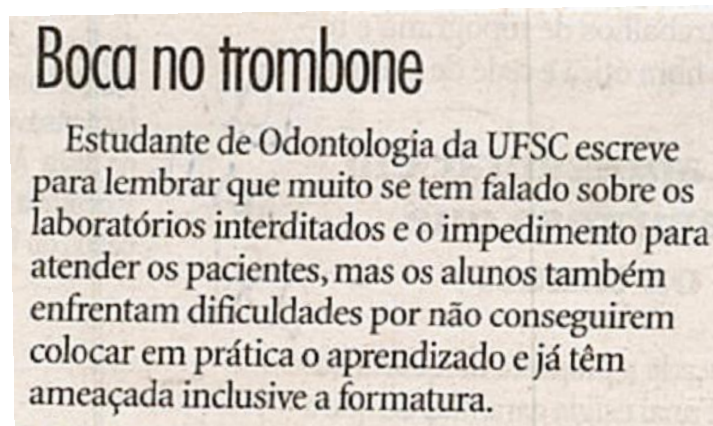 Boca no trombone
Estudante de Odontologia da UFSC escreve
para lembrar que muito se tem falado sobre os
laboratórios interditados e o impedimento para
atender os pacientes, mas os alunos também
enfrentam dificuldades por não conseguirem
colocar em prática o aprendizado e já têm
ameaçada inclusive a formatura.